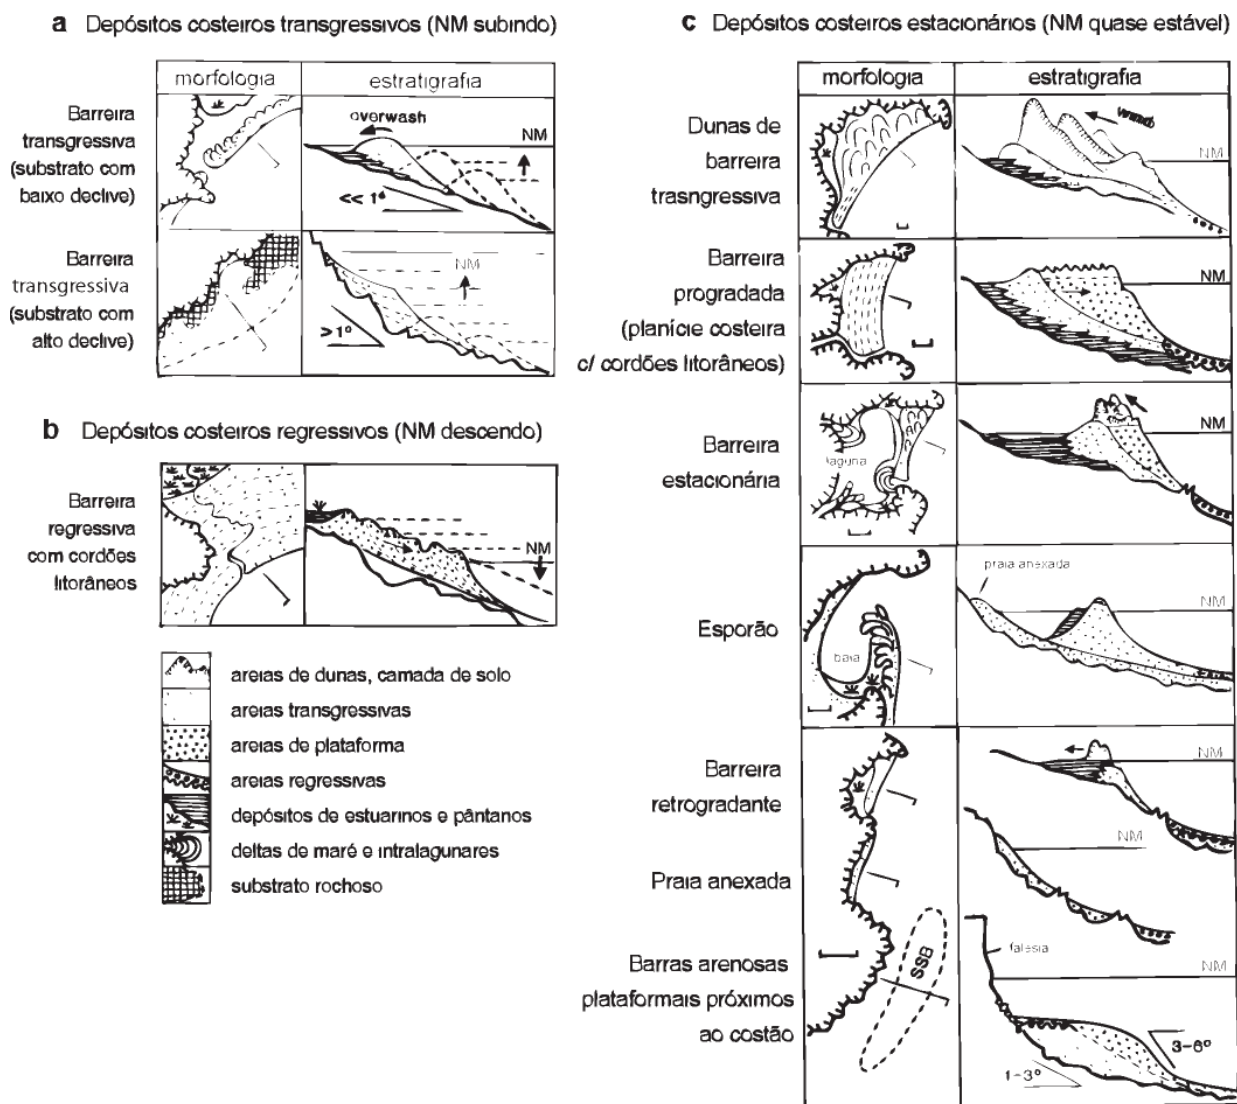 a Depósitos costeiros transgressivos (NM subindo)
morfologia
estratigrafia
Barreira
transgressiva
(substrato com
baixo declive)
overwash
NM
<< 1º
Barreira
transgressiva
(substrato com
alto declive)
NM
>1º
b Depósitos costeiros regressivos (NM descendo)
Barreira
regressiva
com cordões
litorâneos
NM
areias de dunas, camada de solo
areias transgressivas
areias de plataforma
areias regressivas
depósitos de estuarinos e pântanos
deltas de maré e intralagunares
substrato rochoso
c Depósitos costeiros estacionários (NM quase estável)
morfologia
estratigrafia
Dunas de
barreira
trasngressiva
NM
Barreira
progradada
(planície costeira
c/ cordões litorâneos)
NM
Barreira
estacionária
laguna
NM
Esporão
baia
praia anexada
NM
Barreira
retrogradante
NM
Praia anexada
NM
Barras arenosas
plataformais próximos
ao costão
SSB
falésia
NM
3-6º
1-3º